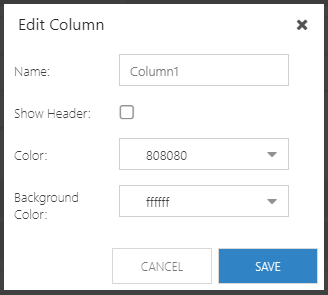 Edit Column
Name: Column1
Show Header:
Color: 808080
Background Color: ffffff
CANCEL SAVE